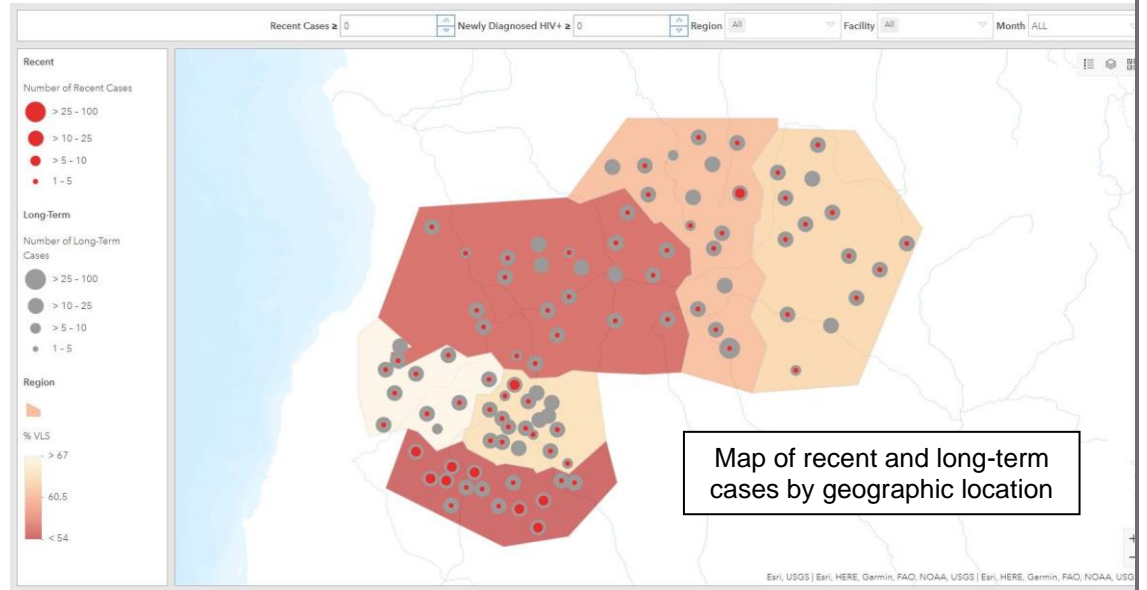 Recent Cases ≥ 0 Newly Diagnosed HIV+ ≥ 0 Region All Facility All Month ALL
Recent
Number of Recent Cases
> 25 - 100
> 10 - 25
> 5 - 10
1 - 5
Long-Term
Number of Long-Term
Cases
> 25 - 100
> 10 - 25
> 5 - 10
1 - 5
Region
% VLS
> 67
60.5
< 54
Map of recent and long-term
cases by geographic location
Esri, USGS | Esri, HERE, Garmin, FAO, NOAA, USGS | Esri, HERE, Garmin, FAO, NOAA, USG